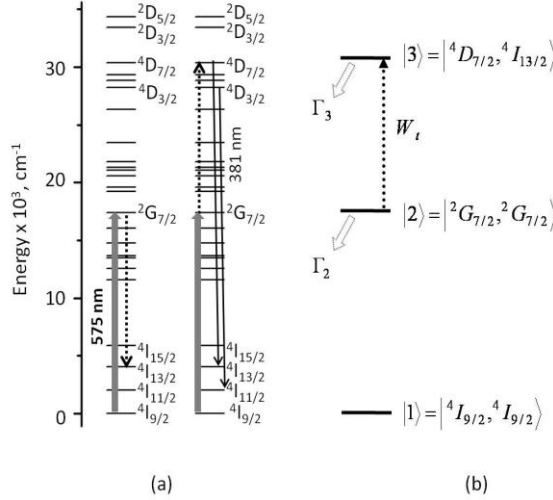 Energy x 10³, cm⁻¹
30
20
10
0
²D₅/₂
²D₃/₂
⁴D₇/₂
⁴D₃/₂
²G₇/₂
⁴I₁₅/₂
⁴I₁₃/₂
⁴I₁₁/₂
⁴I₉/₂
575 nm
²D₅/₂
²D₃/₂
⁴D₇/₂
⁴D₃/₂
381 nm
²G₇/₂
⁴I₁₅/₂
⁴I₁₃/₂
⁴I₁₁/₂
⁴I₉/₂
(a)
|3⟩=|⁴D₇/₂,⁴I₁₃/₂⟩
Γ₃
Wₜ
|2⟩=|²G₇/₂,²G₇/₂⟩
Γ₂
|1⟩=|⁴I₉/₂,⁴I₉/₂⟩
(b)